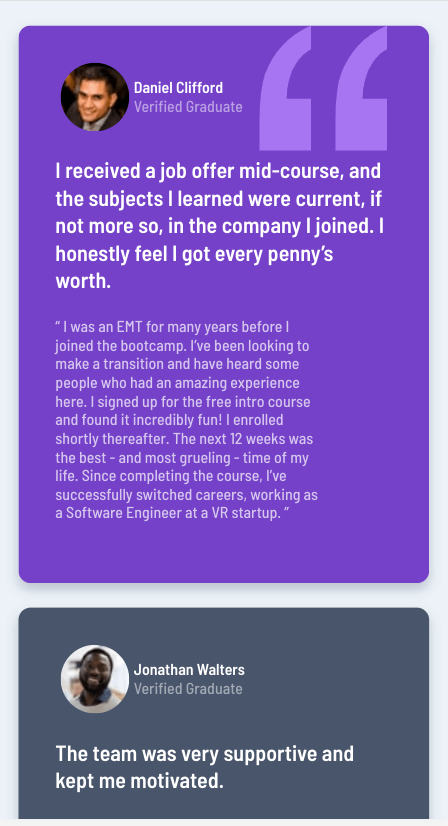 Daniel Clifford
Verified Graduate
I received a job offer mid-course, and
the subjects I learned were current, if
not more so, in the company I joined. I
honestly feel I got every penny’s
worth.
“ I was an EMT for many years before I
joined the bootcamp. I’ve been looking to
make a transition and have heard some
people who had an amazing experience
here. I signed up for the free intro course
and found it incredibly fun! I enrolled
shortly thereafter. The next 12 weeks was
the best - and most grueling - time of my
life. Since completing the course, I’ve
successfully switched careers, working as
a Software Engineer at a VR startup. ”
Jonathan Walters
Verified Graduate
The team was very supportive and
kept me motivated.